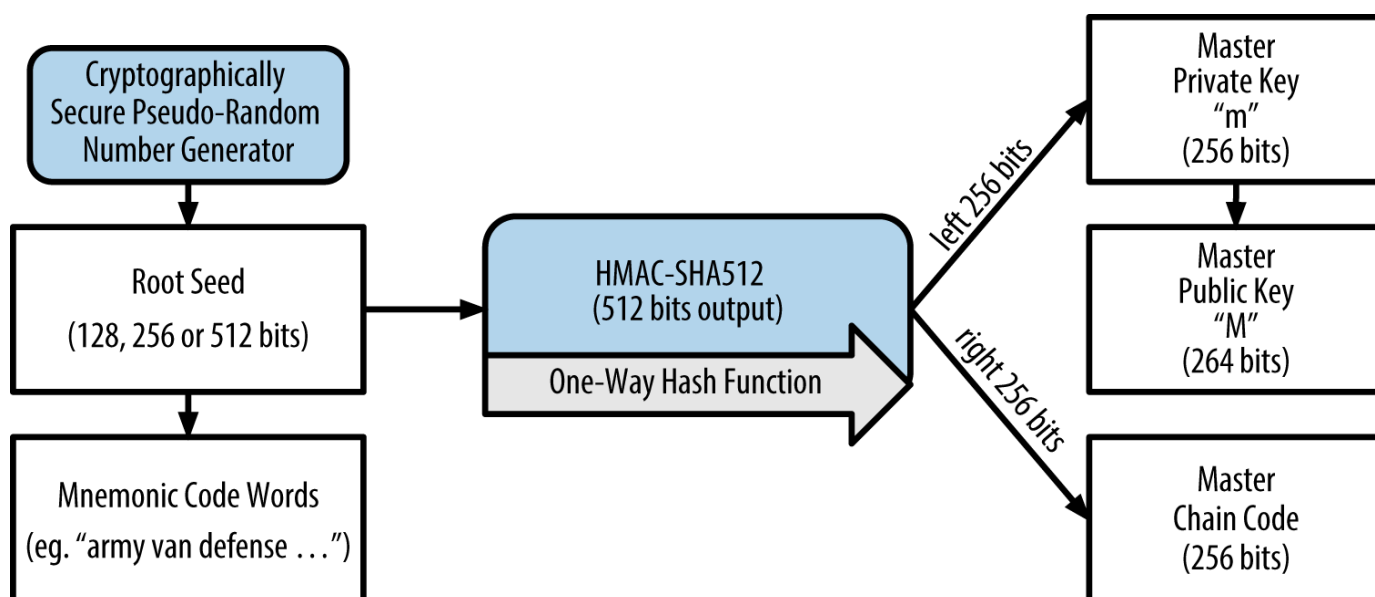 Cryptographically
Secure Pseudo-Random
Number Generator
Root Seed
(128, 256 or 512 bits)
Mnemonic Code Words
(eg. “army van defense …”)
HMAC-SHA512
(512 bits output)
One-Way Hash Function
left 256 bits
right 256 bits
Master
Private Key
“m”
(256 bits)
Master
Public Key
“M”
(264 bits)
Master
Chain Code
(256 bits)